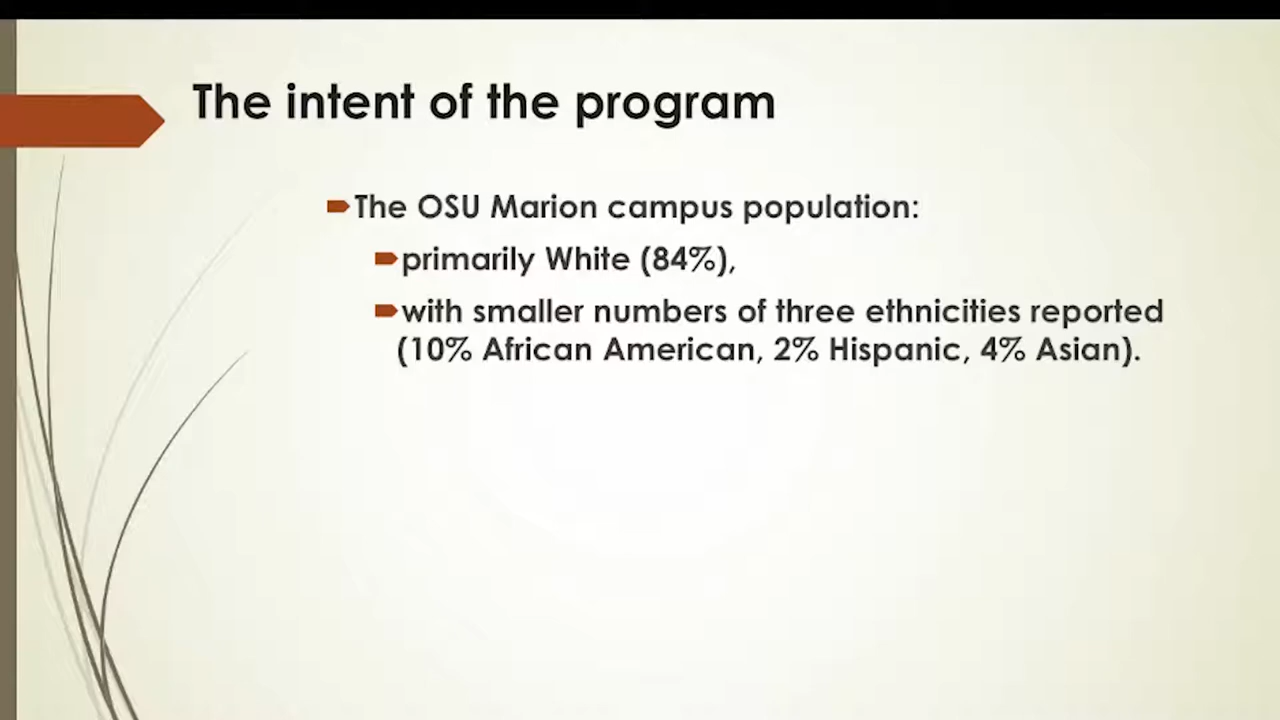 The intent of the program
The OSU Marion campus population:
primarily White (84%),
with smaller numbers of three ethnicities reported
(10% African American, 2% Hispanic, 4% Asian).